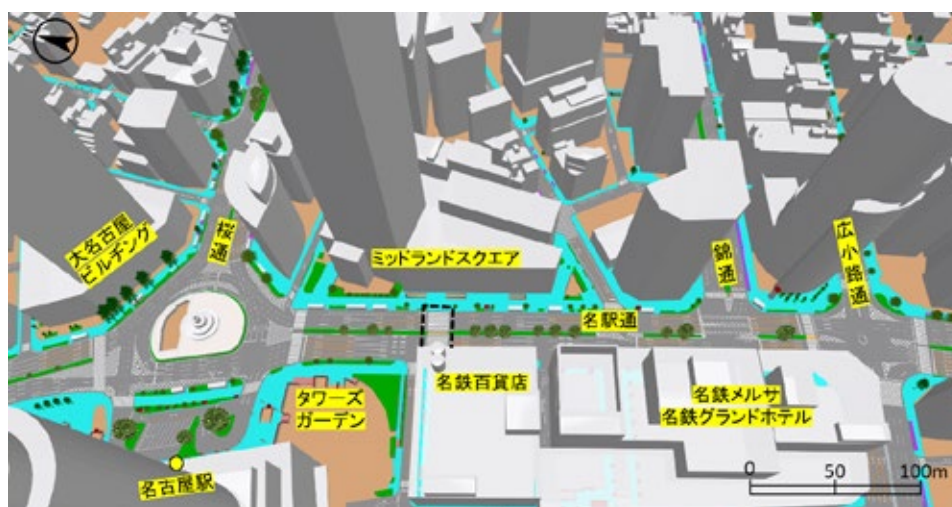 大名古屋
ビルヂング
桜通
ミッドランドスクエア
錦通
広小路通
名駅通
タワーズ
ガーデン
名鉄百貨店
名鉄メルサ
名鉄グランドホテル
名古屋駅
0 50 100m